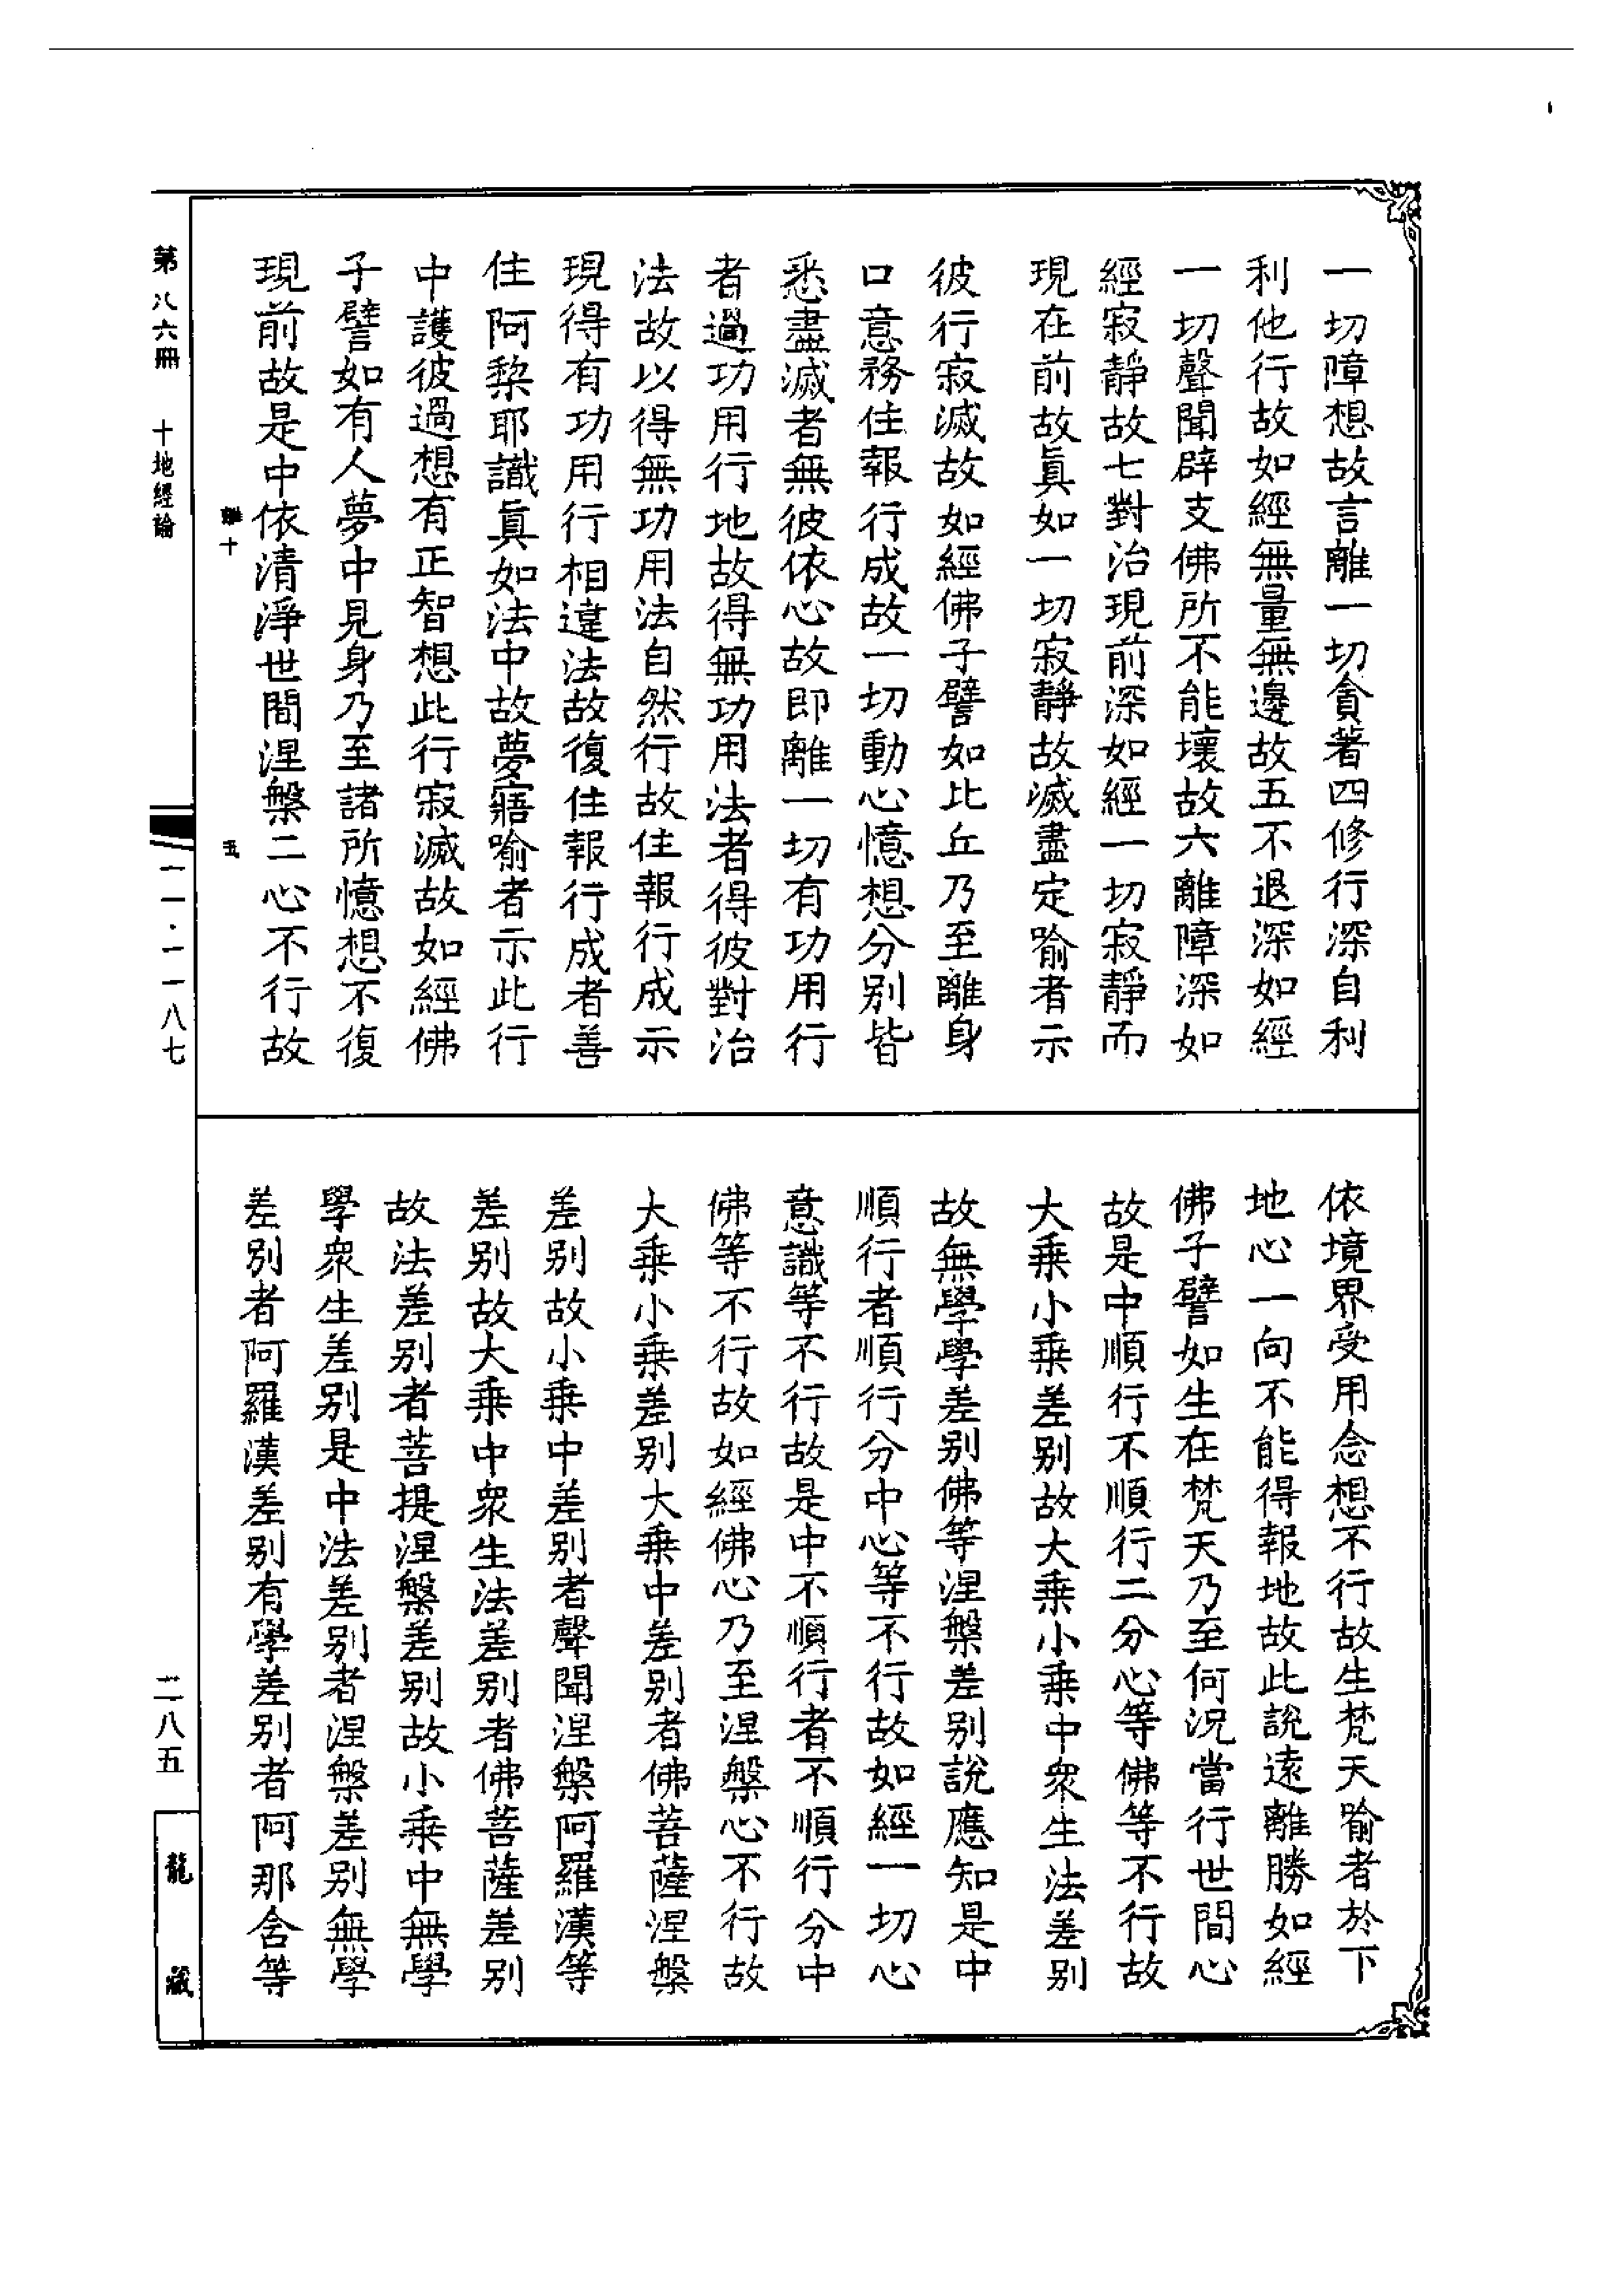 一切障想故言離一切貪著四修行深自利
利他行故如經無量無邊故五不退深如經
一切聲聞辟支佛所不能壞故六離障深如
經寂靜故七對治現前深如經一切寂靜而
現在前故真如一切寂靜故滅盡定喻者示
彼行寂滅故如經佛子譬如比丘乃至離身
口意務住報行成故一切動心憶想分別皆
悉盡滅者無彼依心故即離一切有功用行
者過功用行地故得無功用法者得彼對治
法故以得無功用法自然行故住報行成示
現得有功用行相違法故復住報行成者善
住阿黎耶識真如法中故夢寤喻者示此行
中護彼過想有正智想此行寂滅故如經佛
子譬如有人夢中見身乃至諸所憶想不復
現前故是中依清淨世間涅槃二心不行故
依境界受用念想不行故生梵天喻者於下
地心一向不能得報地故此說遠離勝如經
佛子譬如生在梵天乃至何況當行世間心
故是中順行不順行二分心等佛等不行故
大乘小乘差別故大乘小乘中衆生法差別
故無學學差別佛等涅槃差別說應知是中
順行者順行分中心等不行故如經一切心
意識等不行故是中不順行者不順行分中
佛等不行故如經佛心乃至涅槃心不行故
大乘小乘差別大乘中差別者佛菩薩涅槃
差別故小乘中差別者聲聞涅槃阿羅漢等
差別故大乘中衆生法差別者佛菩薩差別
故法差別者菩提涅槃差別故小乘中無學
學衆生差別是中法差別者涅槃差別無學
差別者阿羅漢差別有學差別者阿那含等
離十 五
第八六冊 十地經論
一一·一一八七
二八五
龍藏